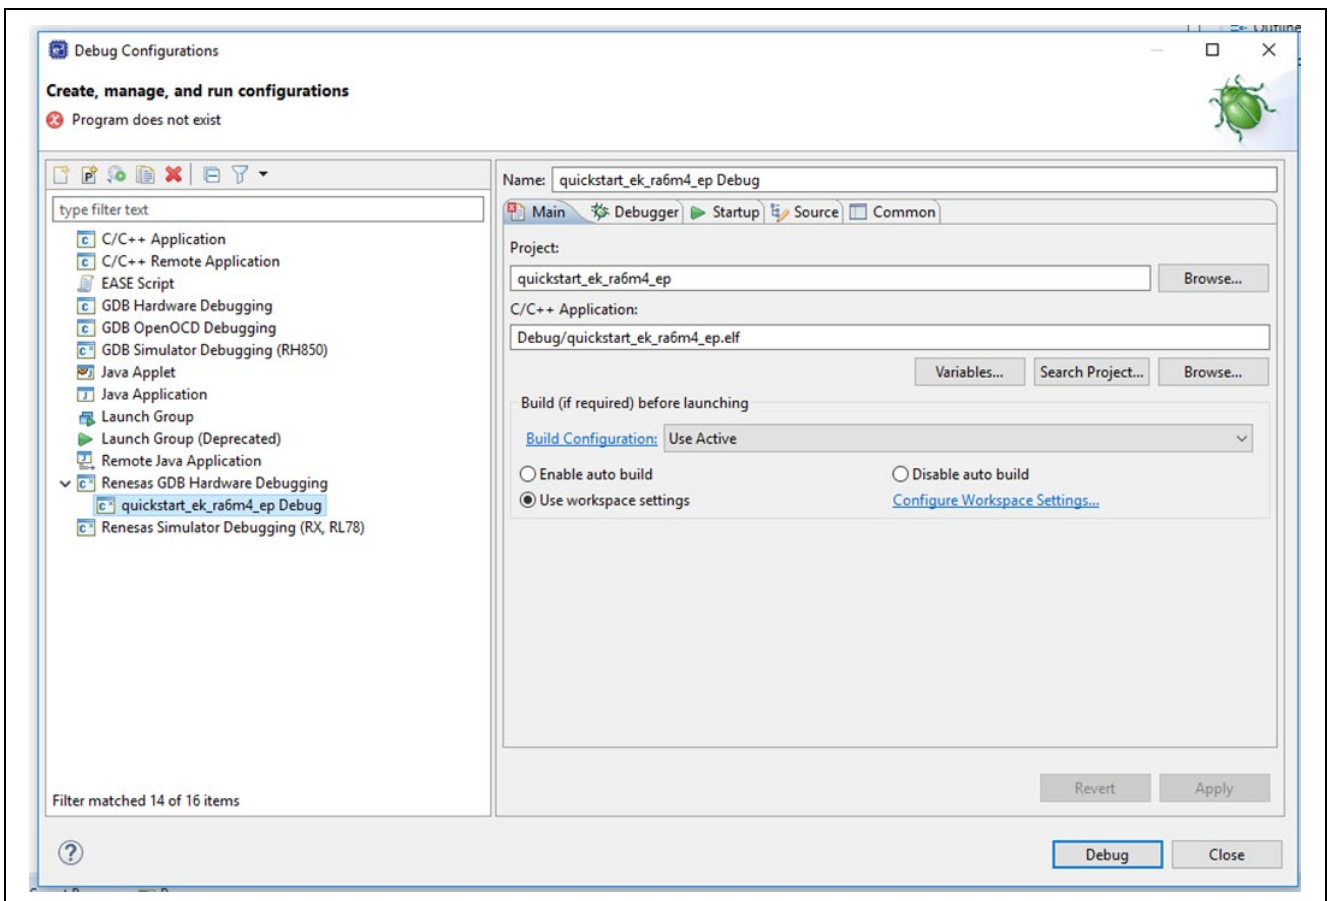 Outline
Debug Configurations
Create, manage, and run configurations
Program does not exist
type filter text
C/C++ Application
C/C++ Remote Application
EASE Script
GDB Hardware Debugging
GDB OpenOCD Debugging
GDB Simulator Debugging (RH850)
Java Applet
Java Application
Launch Group
Launch Group (Deprecated)
Remote Java Application
Renesas GDB Hardware Debugging
quickstart_ek_ra6m4_ep Debug
Renesas Simulator Debugging (RX, RL78)
Filter matched 14 of 16 items
Name: quickstart_ek_ra6m4_ep Debug
Main Debugger Startup Source Common
Project:
quickstart_ek_ra6m4_ep Browse...
C/C++ Application:
Debug/quickstart_ek_ra6m4_ep.elf
Variables... Search Project... Browse...
Build (if required) before launching
Build Configuration: Use Active
Enable auto build Disable auto build
Use workspace settings Configure Workspace Settings...
Revert Apply
Debug Close